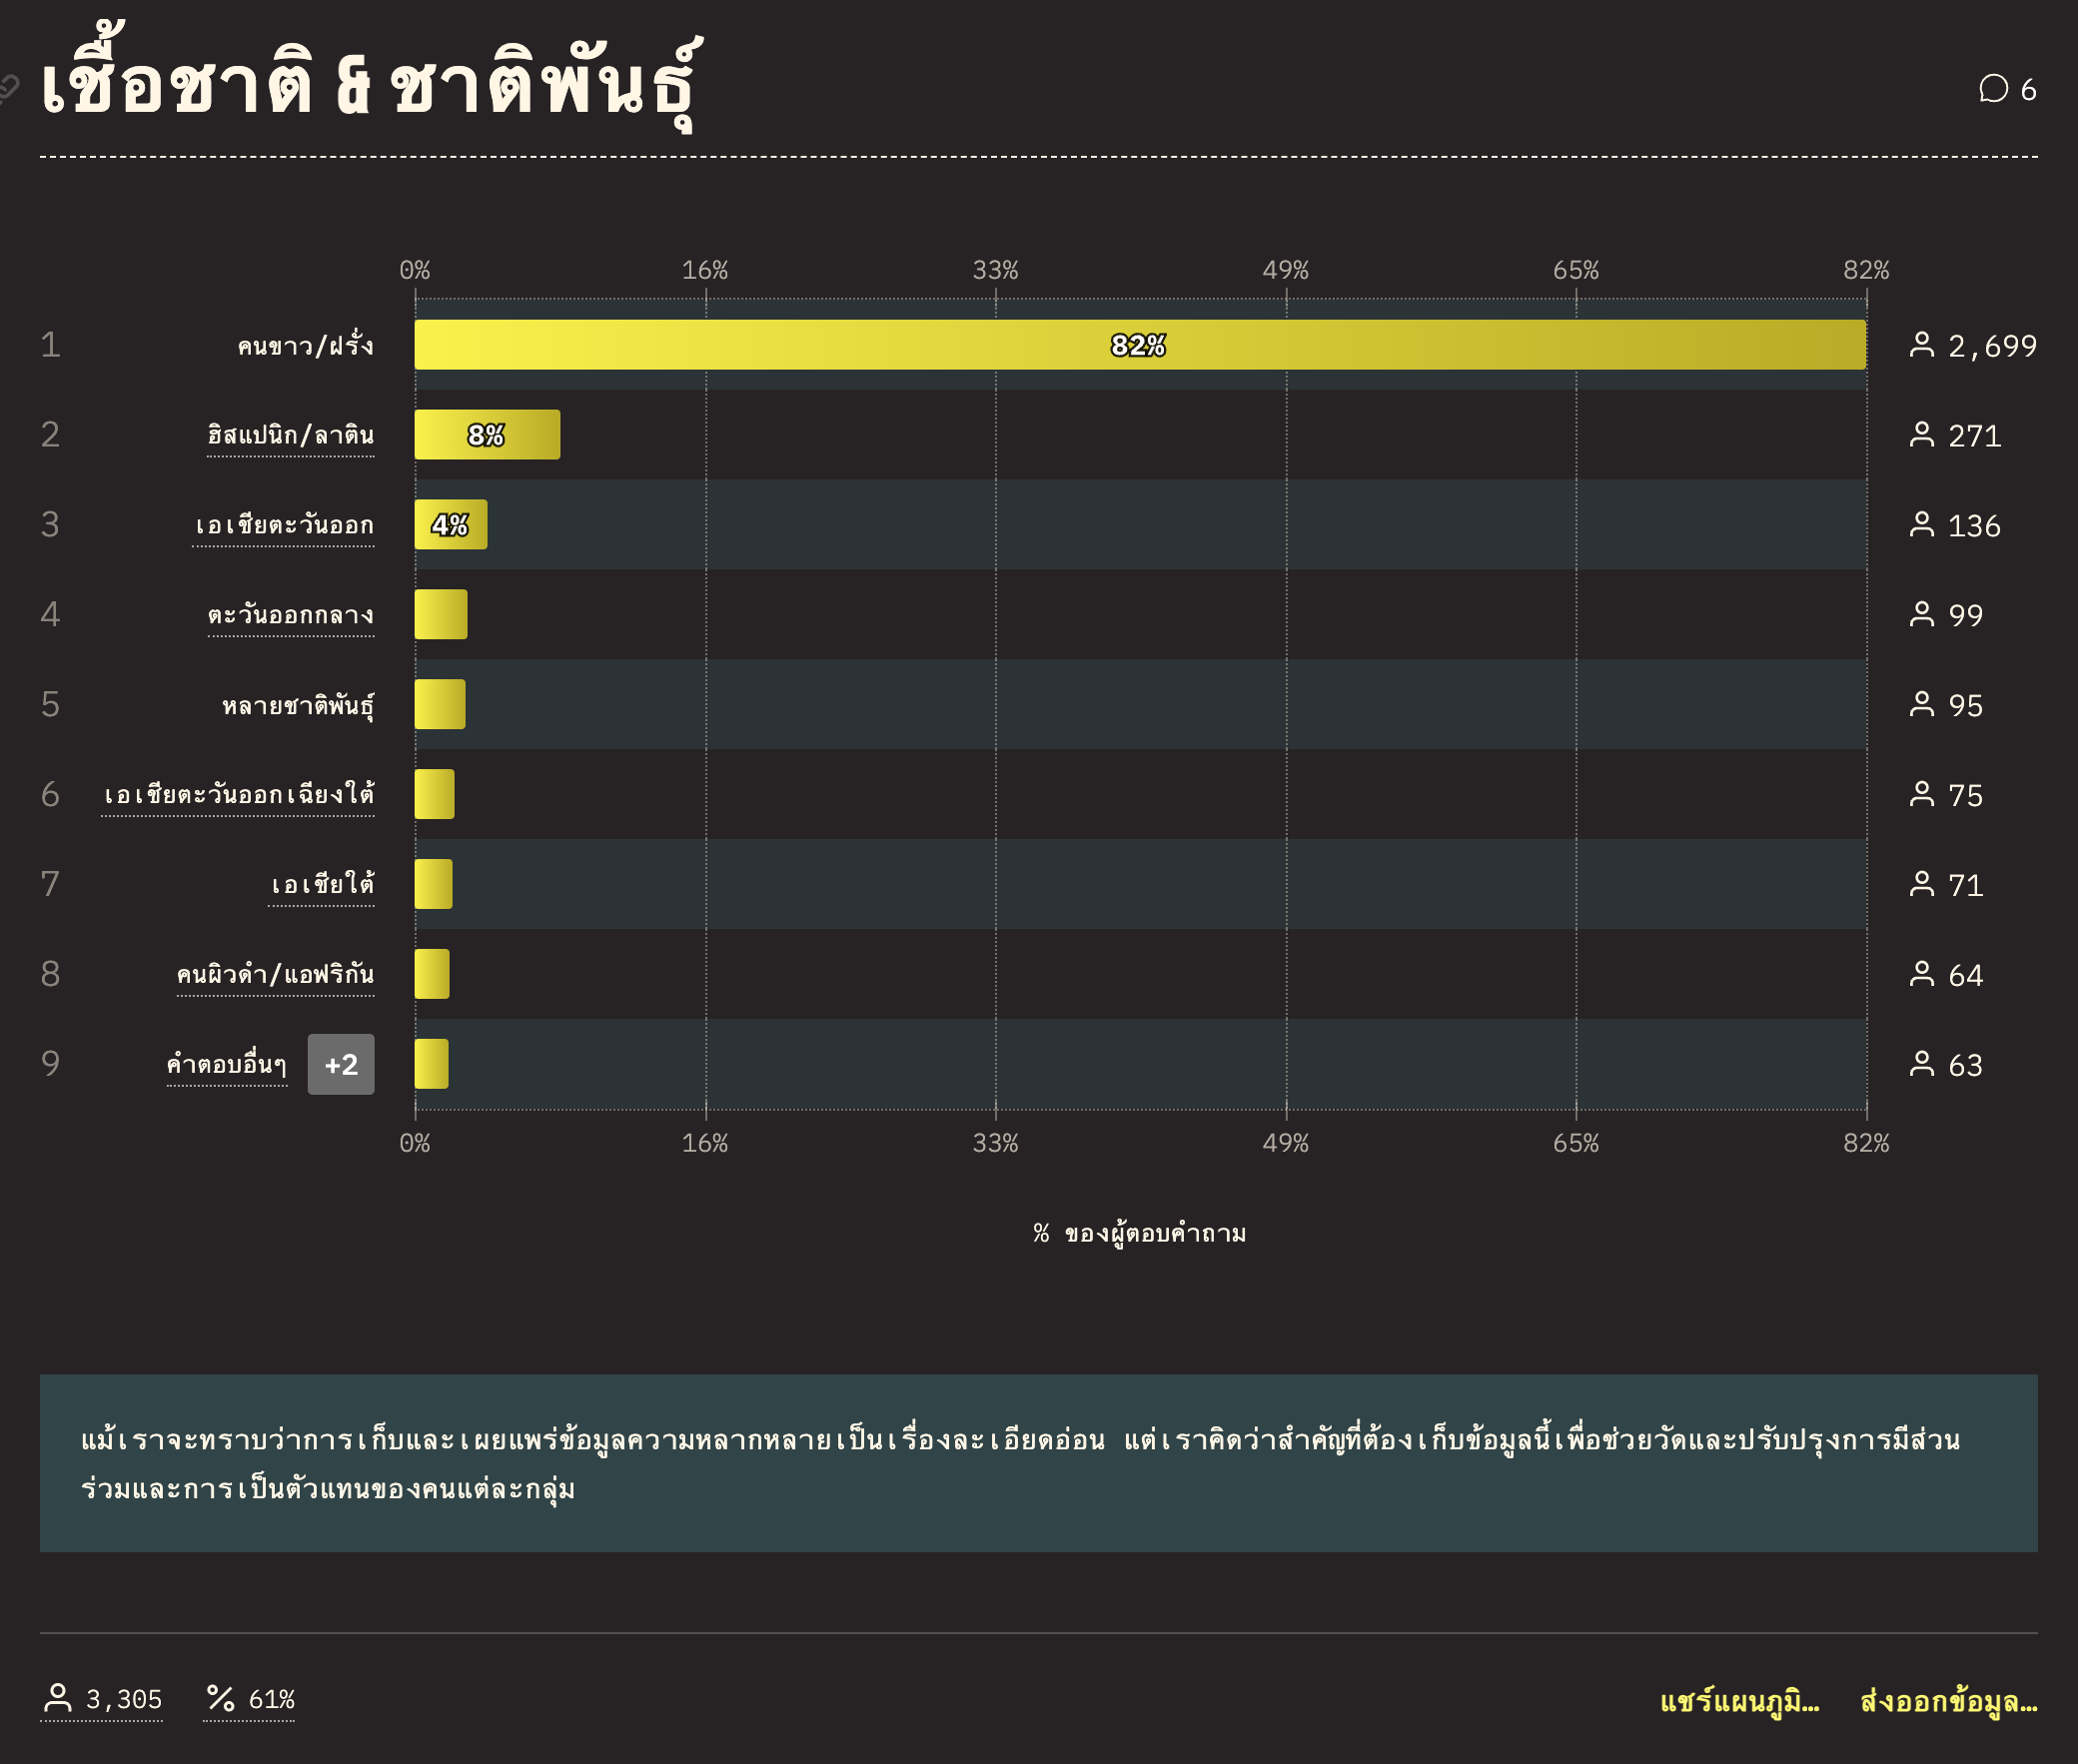 เชื้อชาติ & ชาติพันธุ์
6
0% 16% 33% 49% 65% 82%
1 คนขาว/ฝรั่ง 82% 2,699
2 ฮิสแปนิก/ลาติน 8% 271
3 เอเชียตะวันออก 4% 136
4 ตะวันออกกลาง 99
5 หลายชาติพันธุ์ 95
6 เอเชียตะวันออกเฉียงใต้ 75
7 เอเชียใต้ 71
8 คนผิวดำ/แอฟริกัน 64
9 คำตอบอื่นๆ +2 63
0% 16% 33% 49% 65% 82%
% ของผู้ตอบคำถาม
แม้เราจะทราบว่าการเก็บและเผยแพร่ข้อมูลความหลากหลายเป็นเรื่องละเอียดอ่อน แต่เราคิดว่าสำคัญที่ต้องเก็บข้อมูลนี้เพื่อช่วยวัดและปรับปรุงการมีส่วน
ร่วมและการเป็นตัวแทนของคนแต่ละกลุ่ม
3,305 % 61% แชร์แผนภูมิ… ส่งออกข้อมูล…